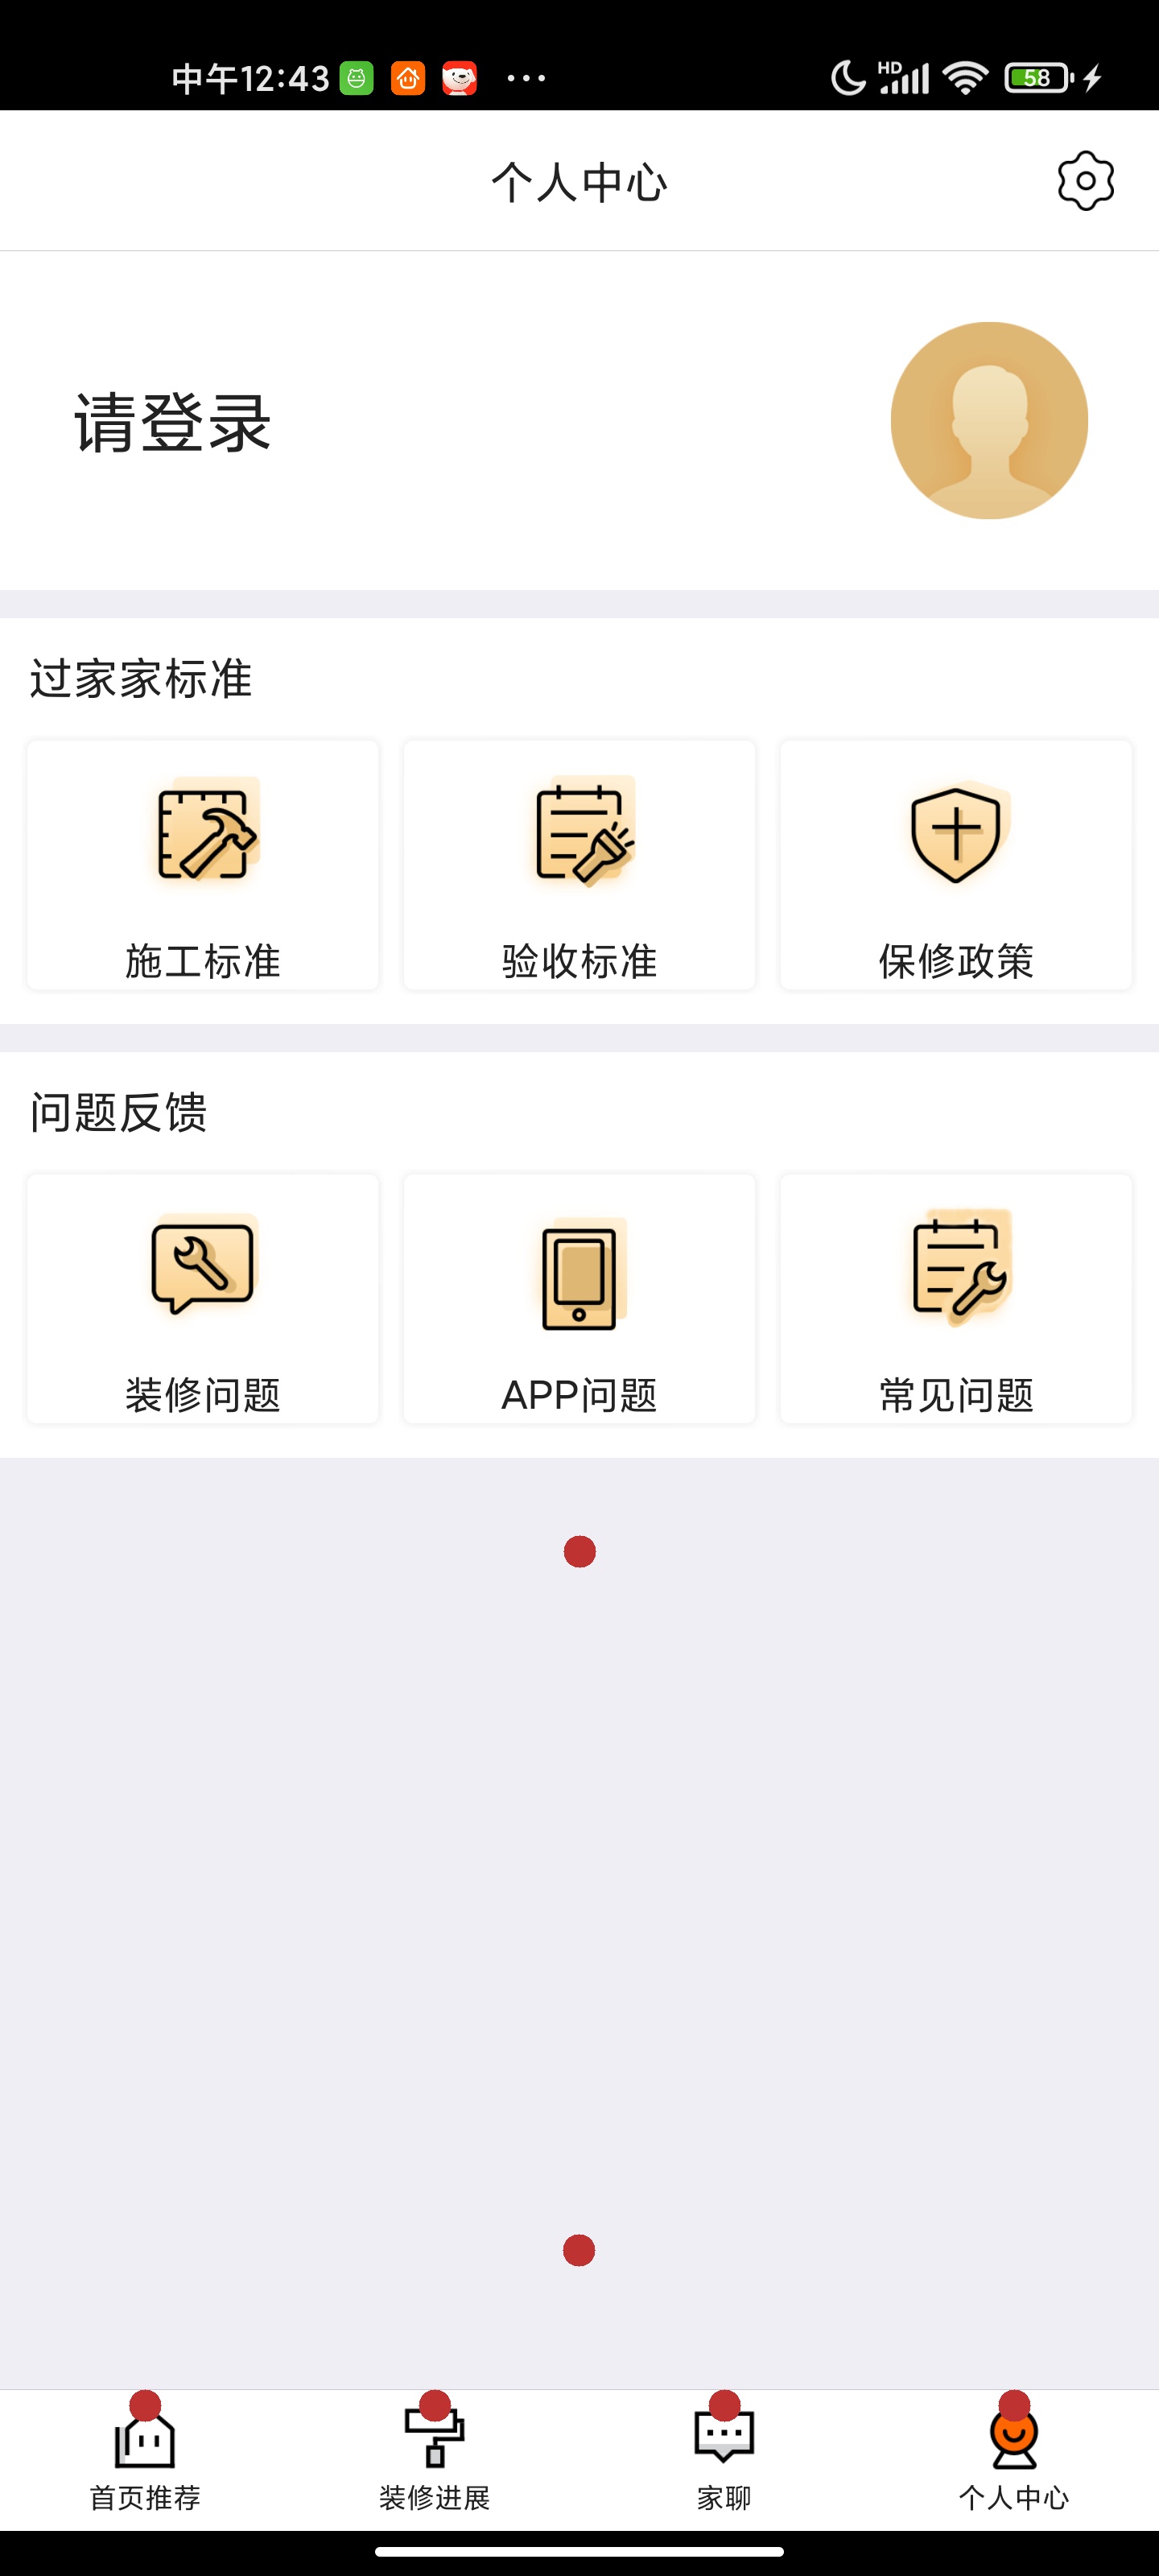 中午12:43 ... HD 58
个人中心
请登录
过家家标准
施工标准 验收标准 保修政策
问题反馈
装修问题 APP问题 常见问题
首页推荐 装修进展 家聊 个人中心